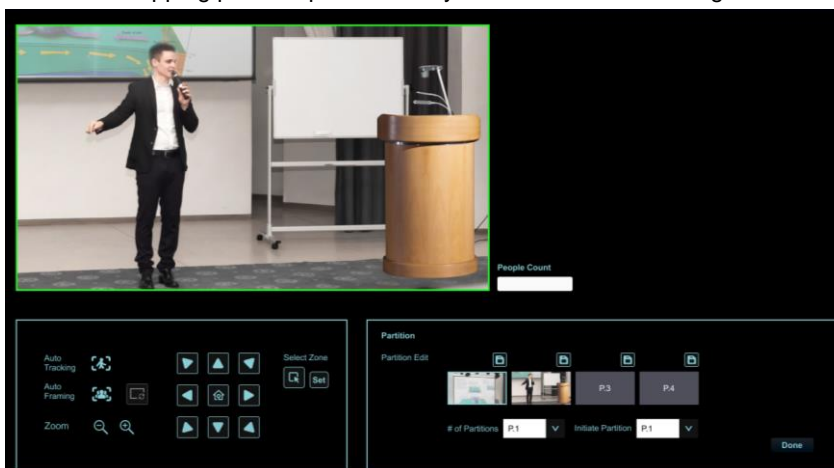 People Count
Partition
Auto
Tracking
Select Zone
Partition Edit
Set
Auto
Framing
P.3
P.4
Zoom
# of Partitions
P.1
Initiate Partition
P.1
Done